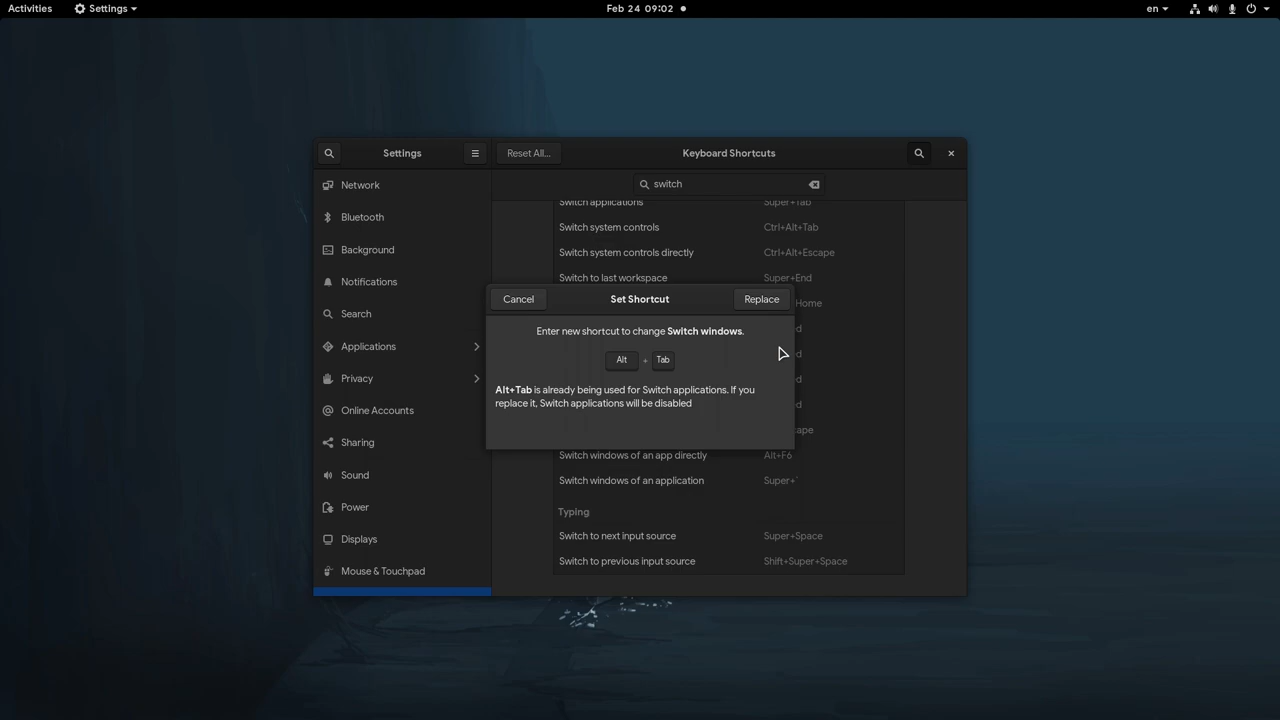 Activities
Settings
Feb 24 09:02
en
Settings
Reset All...
Keyboard Shortcuts
switch
Network
Bluetooth
Background
Notifications
Search
Applications
Privacy
Online Accounts
Sharing
Sound
Power
Displays
Mouse & Touchpad
Switch applications Super+Tab
Switch system controls Ctrl+Alt+Tab
Switch system controls directly Ctrl+Alt+Escape
Switch to last workspace Super+End
Home
Cancel
Set Shortcut
Replace
Enter new shortcut to change Switch windows.
Alt + Tab
Alt+Tab is already being used for Switch applications. If you
replace it, Switch applications will be disabled
Switch windows of an app directly Alt+F6
Switch windows of an application Super+`
Typing
Switch to next input source Super+Space
Switch to previous input source Shift+Super+Space